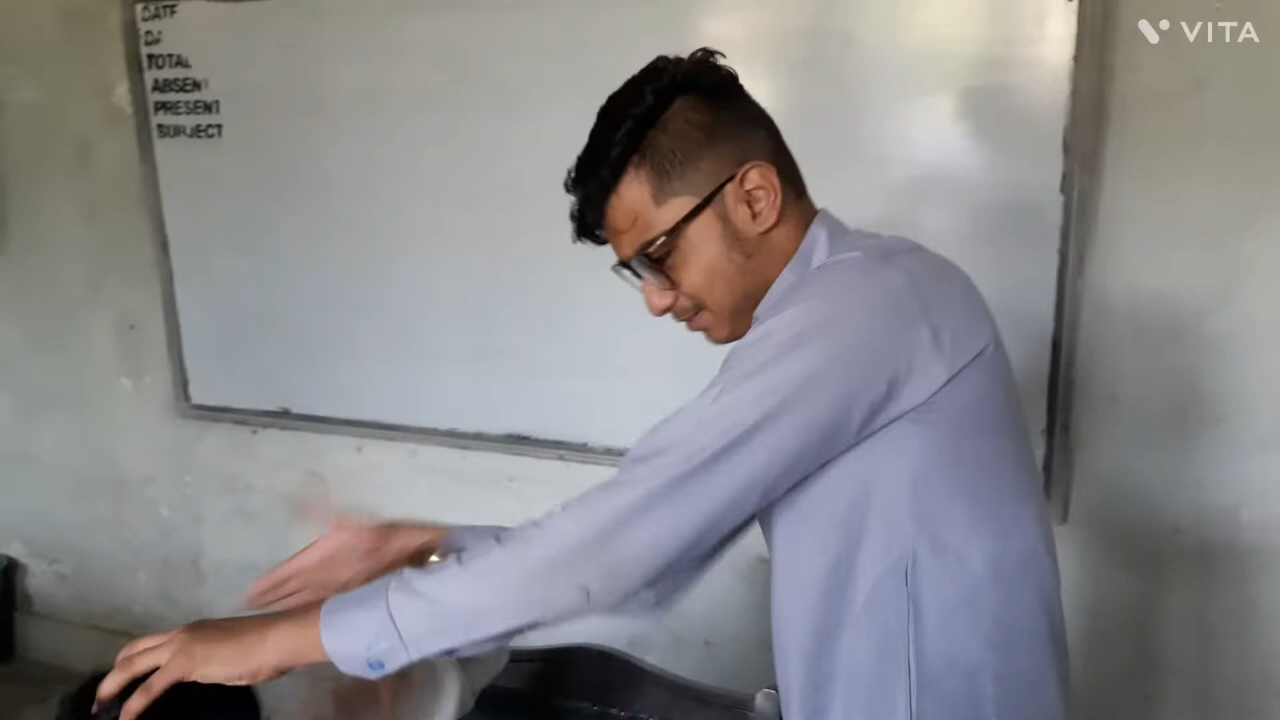 DATE
TOTAL
ABSENT
PRESENT
SUBJECT
VITA